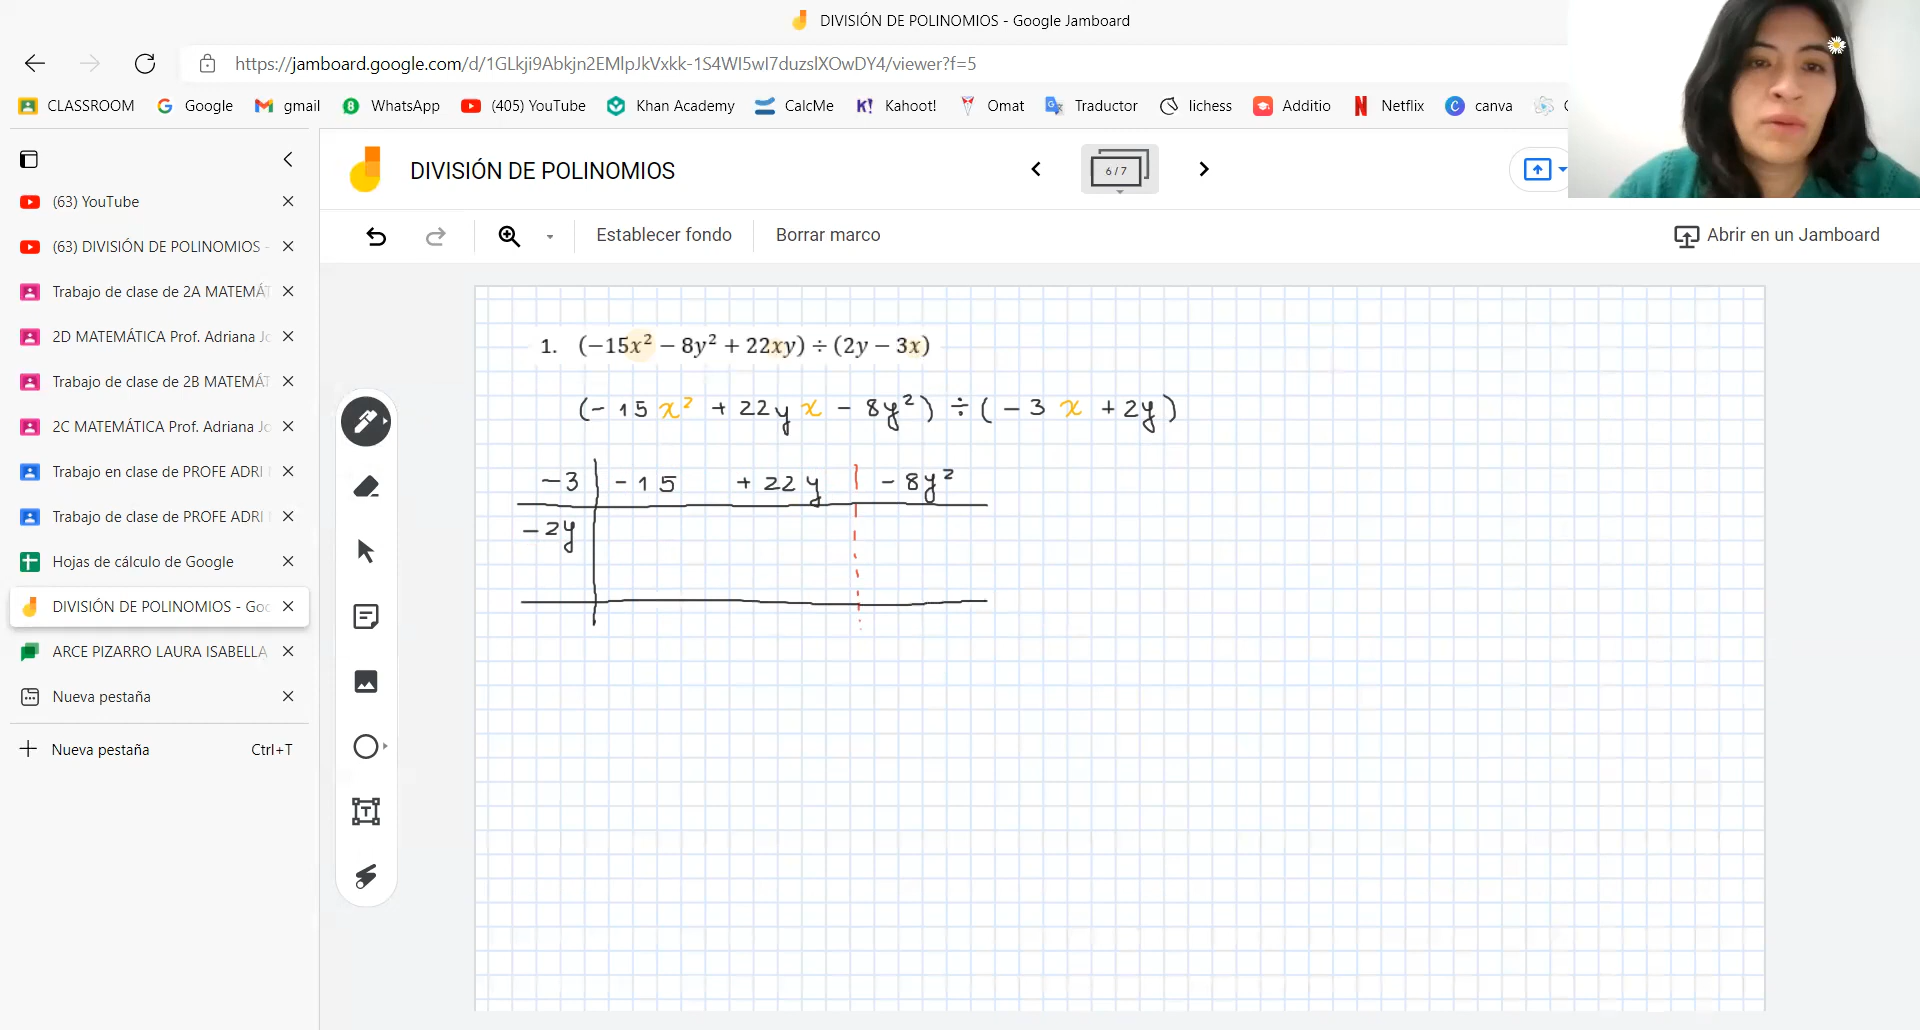 DIVISIÓN DE POLINOMIOS - Google Jamboard
https://jamboard.google.com/d/1GLkji9Abkjn2EMlpJkVxkk-1S4WI5wI7duzslXOwDY4/viewer?f=5
CLASSROOM Google gmail WhatsApp (405) YouTube Khan Academy CalcMe Kahoot! Omat Traductor lichess Additio Netflix canva
DIVISIÓN DE POLINOMIOS
6 / 7
Establecer fondo Borrar marco Abrir en un Jamboard
(63) YouTube
(63) DIVISIÓN DE POLINOMIOS -
Trabajo de clase de 2A MATEMÁT
2D MATEMÁTICA Prof. Adriana Jo
Trabajo de clase de 2B MATEMÁT
2C MATEMÁTICA Prof. Adriana Jo
Trabajo en clase de PROFE ADRI
Trabajo de clase de PROFE ADRI
Hojas de cálculo de Google
DIVISIÓN DE POLINOMIOS - Goo
ARCE PIZARRO LAURA ISABELLA
Nueva pestaña
Nueva pestaña Ctrl+T
1. (−15x² − 8y² + 22xy) ÷ (2y − 3x)
(- 15 x² + 22y x - 8y²) ÷ (- 3 x + 2y)
-3 | - 15 + 22 y | - 8y²
- 2y